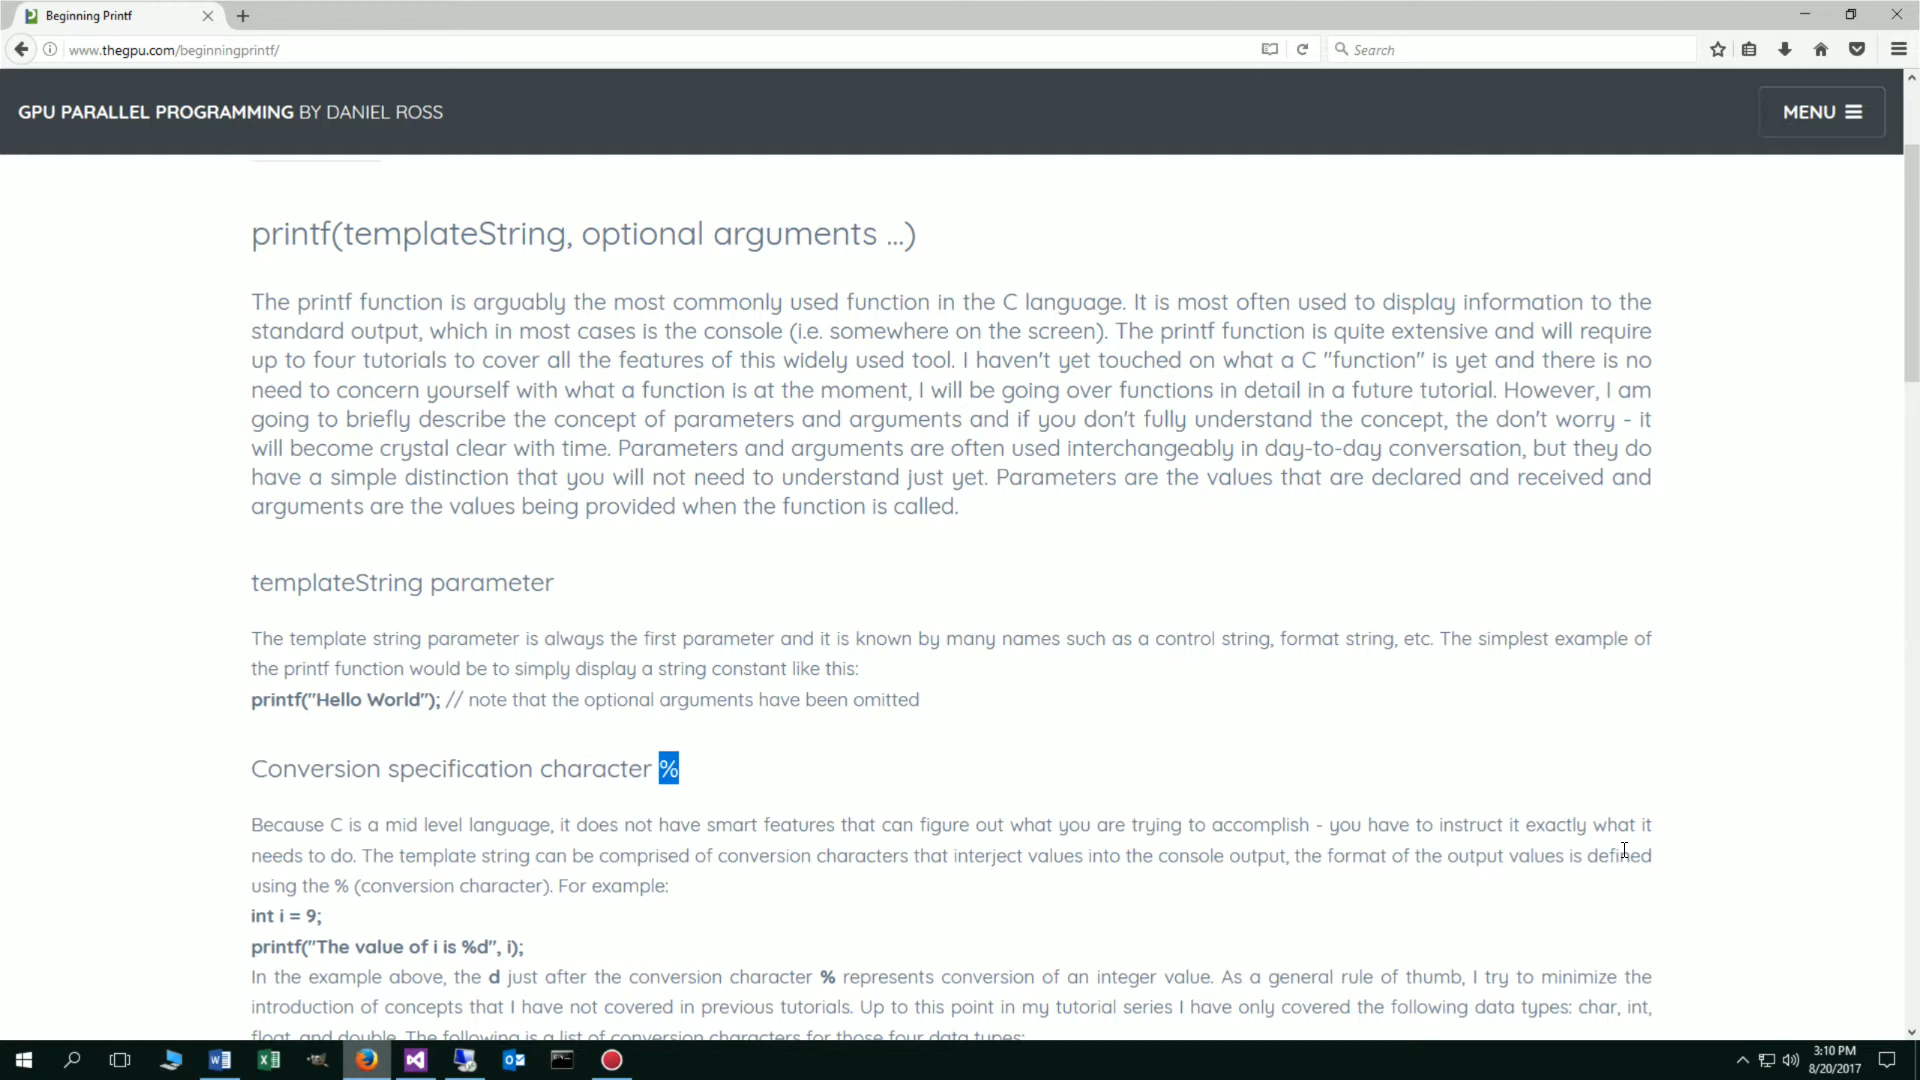 Beginning Printf
www.thegpu.com/beginningprintf/
Search
GPU PARALLEL PROGRAMMING BY DANIEL ROSS
MENU
printf(templateString, optional arguments ...)
The printf function is arguably the most commonly used function in the C language. It is most often used to display information to the
standard output, which in most cases is the console (i.e. somewhere on the screen). The printf function is quite extensive and will require
up to four tutorials to cover all the features of this widely used tool. I haven't yet touched on what a C "function" is yet and there is no
need to concern yourself with what a function is at the moment, I will be going over functions in detail in a future tutorial. However, I am
going to briefly describe the concept of parameters and arguments and if you don't fully understand the concept, the don't worry - it
will become crystal clear with time. Parameters and arguments are often used interchangeably in day-to-day conversation, but they do
have a simple distinction that you will not need to understand just yet. Parameters are the values that are declared and received and
arguments are the values being provided when the function is called.
templateString parameter
The template string parameter is always the first parameter and it is known by many names such as a control string, format string, etc. The simplest example of
the printf function would be to simply display a string constant like this:
printf("Hello World"); // note that the optional arguments have been omitted
Conversion specification character %
Because C is a mid level language, it does not have smart features that can figure out what you are trying to accomplish - you have to instruct it exactly what it
needs to do. The template string can be comprised of conversion characters that interject values into the console output, the format of the output values is defined
using the % (conversion character). For example:
int i = 9;
printf("The value of i is %d", i);
In the example above, the d just after the conversion character % represents conversion of an integer value. As a general rule of thumb, I try to minimize the
introduction of concepts that I have not covered in previous tutorials. Up to this point in my tutorial series I have only covered the following data types: char, int,
float, and double. The following is a list of conversion characters for those four data types:
3:10 PM
8/20/2017